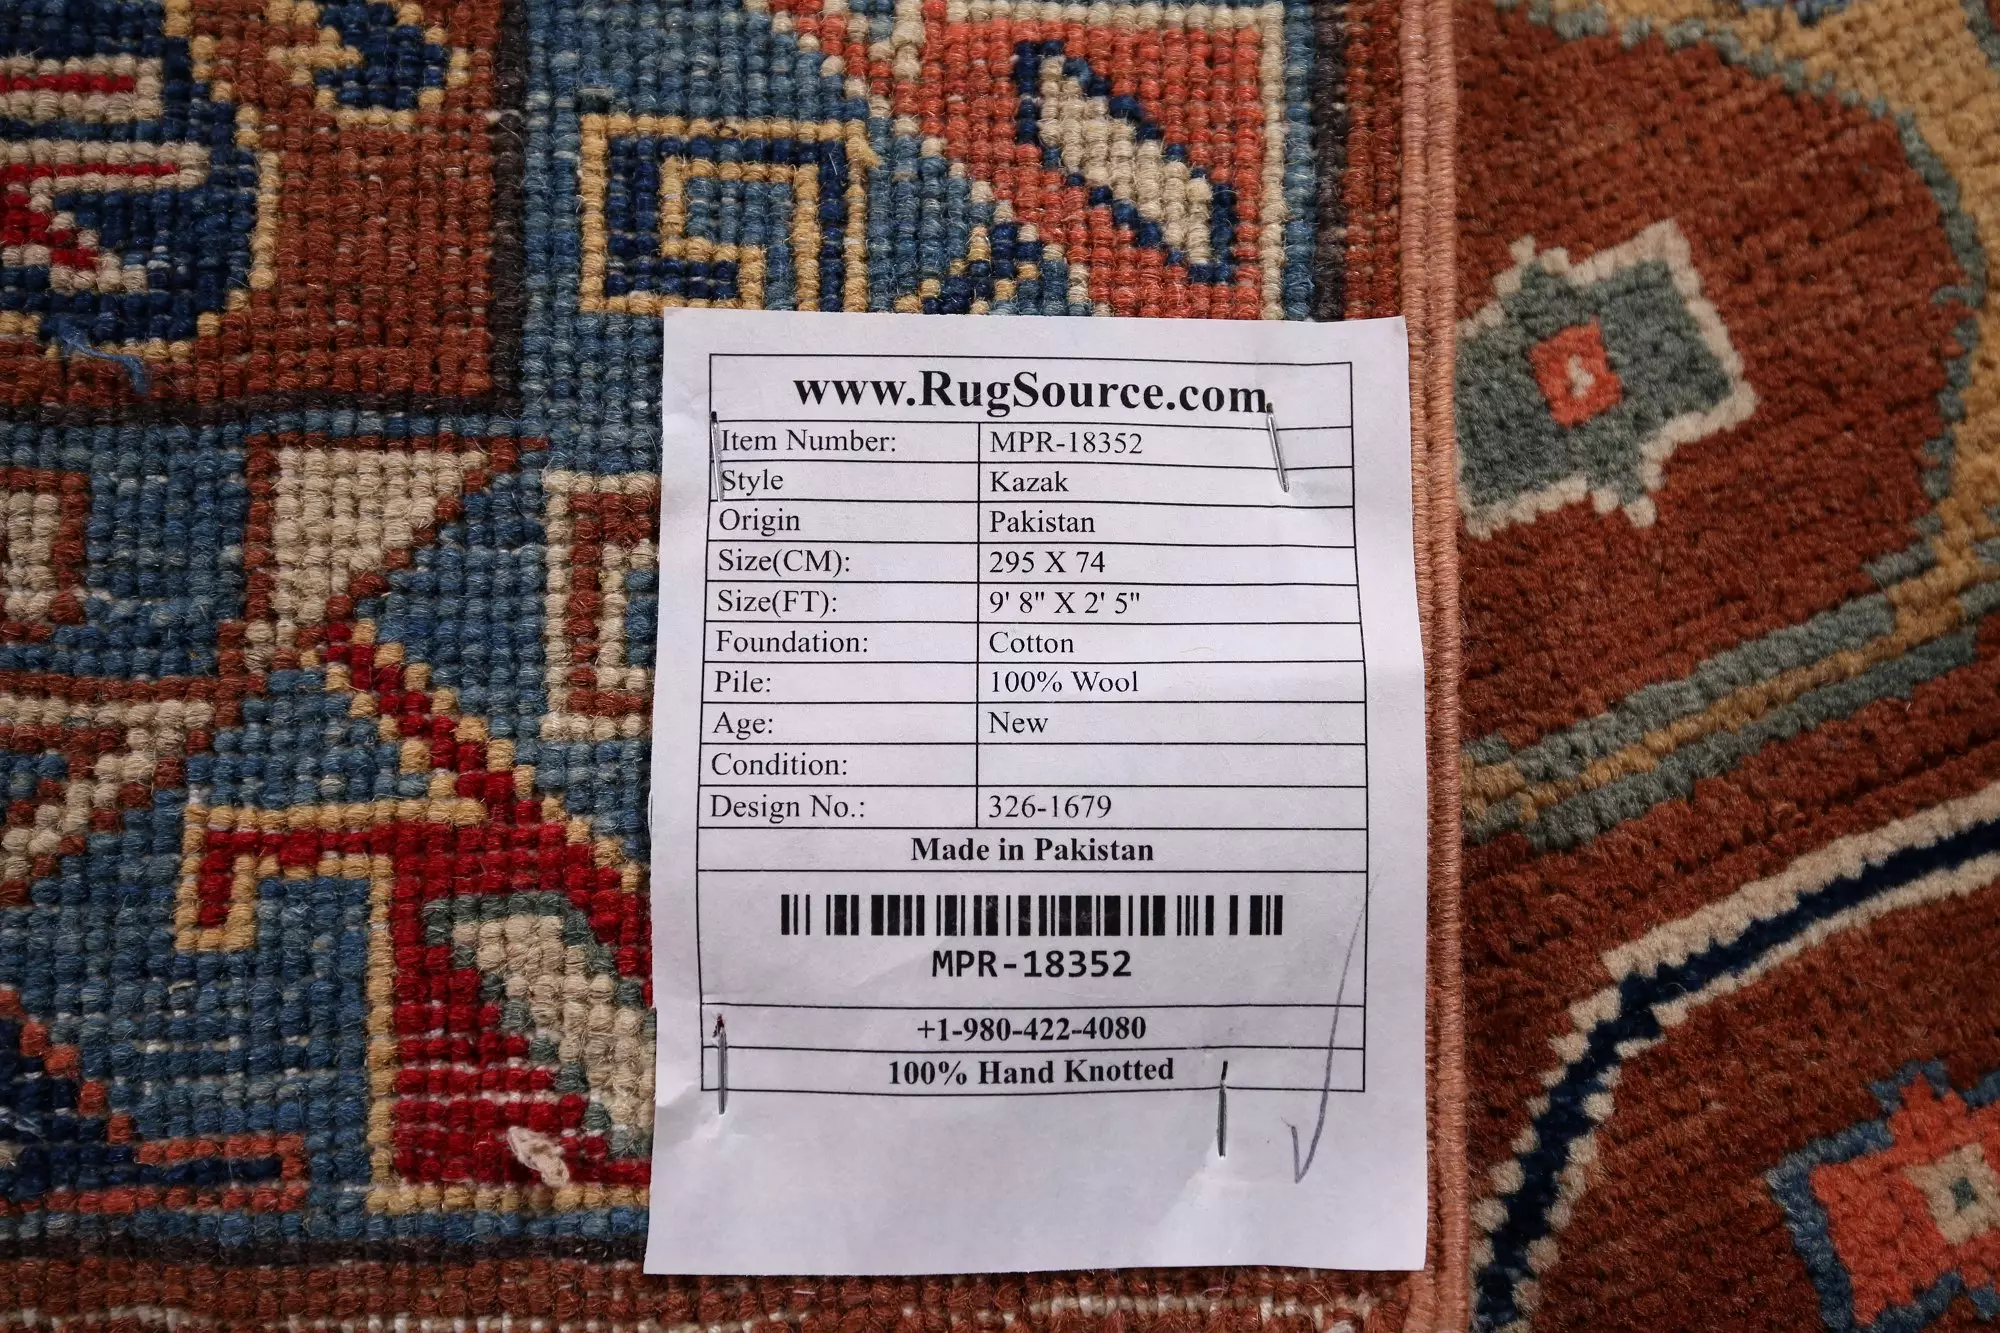 www.RugSource.com
Item Number: MPR-18352
Style Kazak
Origin Pakistan
Size(CM): 295 X 74
Size(FT): 9' 8" X 2' 5"
Foundation: Cotton
Pile: 100% Wool
Age: New
Condition:
Design No.: 326-1679
Made in Pakistan
MPR-18352
+1-980-422-4080
100% Hand Knotted